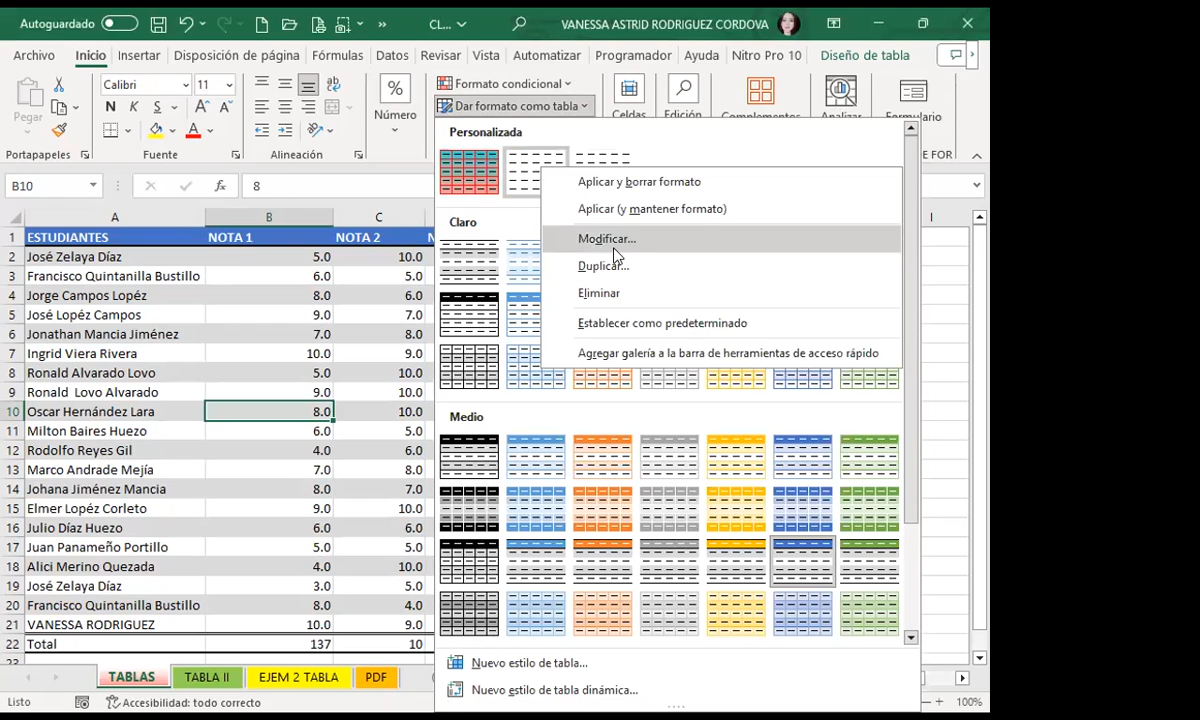 Autoguardado
CL...
VANESSA ASTRID RODRIGUEZ CORDOVA
Archivo Inicio Insertar Disposición de página Fórmulas Datos Revisar Vista Automatizar Programador Ayuda Nitro Pro 10 Diseño de tabla
Pegar
Calibri 11
N K S
Número
Formato condicional
Dar formato como tabla
Celdas
Edición
Complementos
Analizar
Formulario
Portapapeles Fuente Alineación
E FOR
B10
fx 8
A B C I
1 ESTUDIANTES NOTA 1 NOTA 2 N
2 José Zelaya Díaz 5.0 10.0
3 Francisco Quintanilla Bustillo 6.0 5.0
4 Jorge Campos Lopéz 8.0 6.0
5 José Lopéz Campos 9.0 7.0
6 Jonathan Mancia Jiménez 7.0 8.0
7 Ingrid Viera Rivera 10.0 9.0
8 Ronald Alvarado Lovo 5.0 10.0
9 Ronald  Lovo Alvarado 9.0 10.0
10 Oscar Hernández Lara 8.0 10.0
11 Milton Baires Huezo 6.0 5.0
12 Rodolfo Reyes Gil 4.0 6.0
13 Marco Andrade Mejía 7.0 8.0
14 Johana Jiménez Mancia 8.0 7.0
15 Elmer Lopéz Corleto 9.0 10.0
16 Julio Díaz Huezo 6.0 6.0
17 Juan Panameño Portillo 5.0 5.0
18 Alici Merino Quezada 4.0 10.0
19 José Zelaya Díaz 3.0 5.0
20 Francisco Quintanilla Bustillo 8.0 4.0
21 VANESSA RODRIGUEZ 10.0 9.0
22 Total 137 10
23
Personalizada
Aplicar y borrar formato
Aplicar (y mantener formato)
Claro
Modificar...
Duplicar...
Eliminar
Establecer como predeterminado
Agregar galería a la barra de herramientas de acceso rápido
Medio
Nuevo estilo de tabla...
Nuevo estilo de tabla dinámica...
TABLAS TABLA II EJEM 2 TABLA PDF
Listo
Accesibilidad: todo correcto
100%